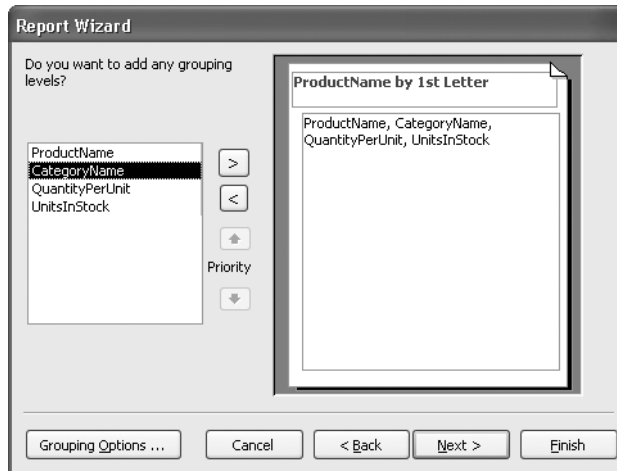 Report Wizard
Do you want to add any grouping
levels?
ProductName
CategoryName
QuantityPerUnit
UnitsInStock
>
<
Priority
ProductName by 1st Letter
ProductName, CategoryName,
QuantityPerUnit, UnitsInStock
Grouping Options ...
Cancel
< Back
Next >
Finish